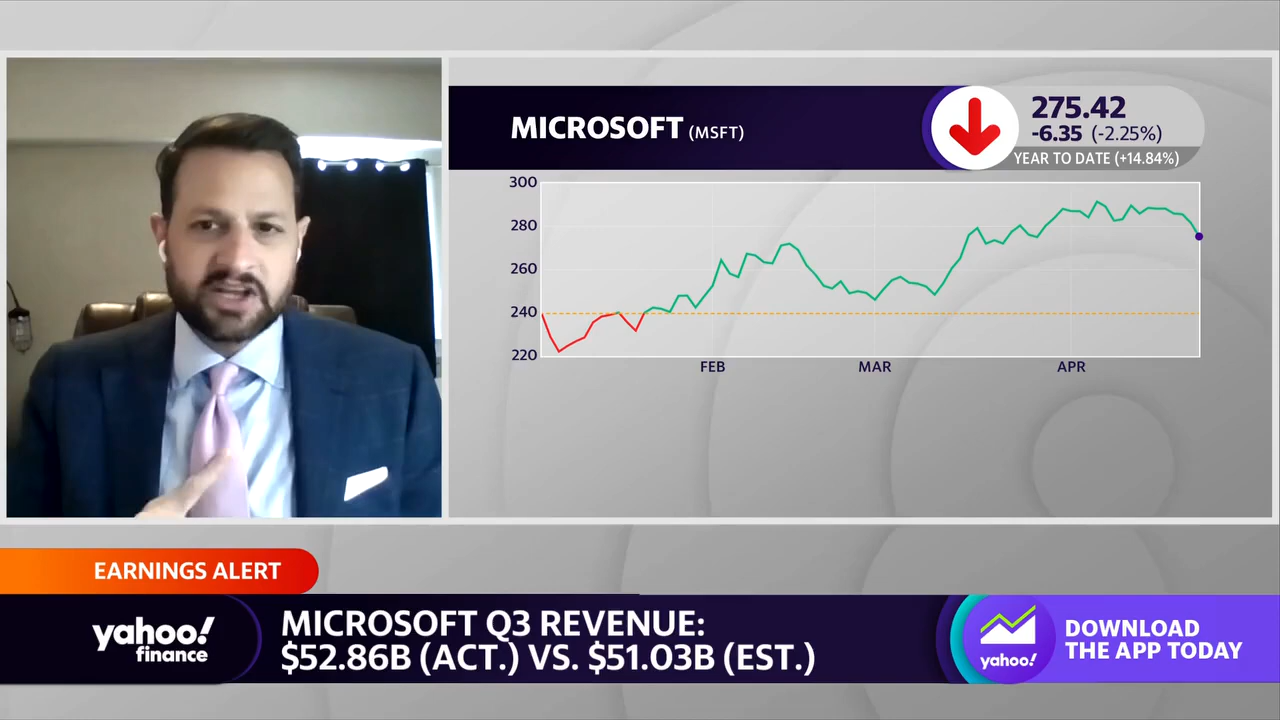 MICROSOFT (MSFT)
275.42
-6.35 (-2.25%)
YEAR TO DATE (+14.84%)
300
280
260
240
220
FEB MAR APR
EARNINGS ALERT
yahoo!
finance
MICROSOFT Q3 REVENUE:
$52.86B (ACT.) VS. $51.03B (EST.)
yahoo!
DOWNLOAD
THE APP TODAY